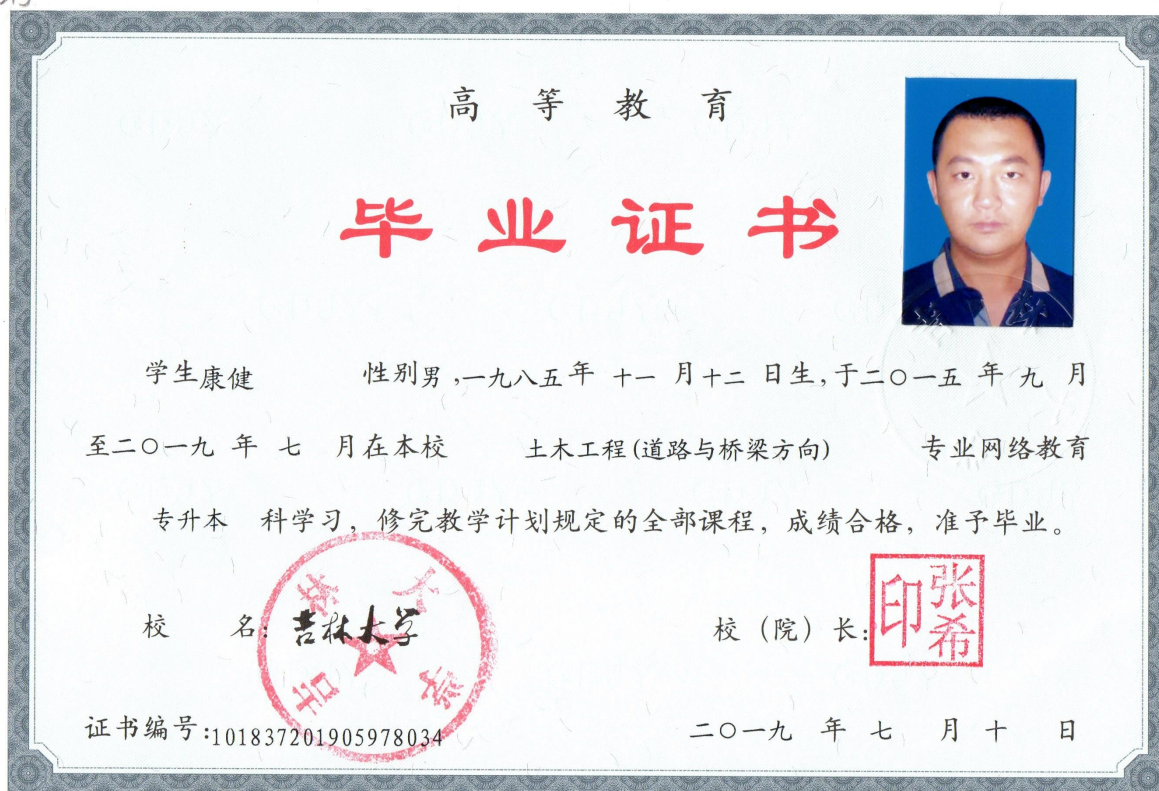 高等教育
毕业证书
学生康健 性别男,一九八五年十一月十二日生,于二〇一五年九月
至二〇一九年七月在本校 土木工程(道路与桥梁方向) 专业网络教育
专升本 科学习，修完教学计划规定的全部课程，成绩合格，准予毕业。
校 名: 吉林大学
吉林大学
校（院）长:
张希印
证书编号:101837201905978034
二〇一九年七月十日